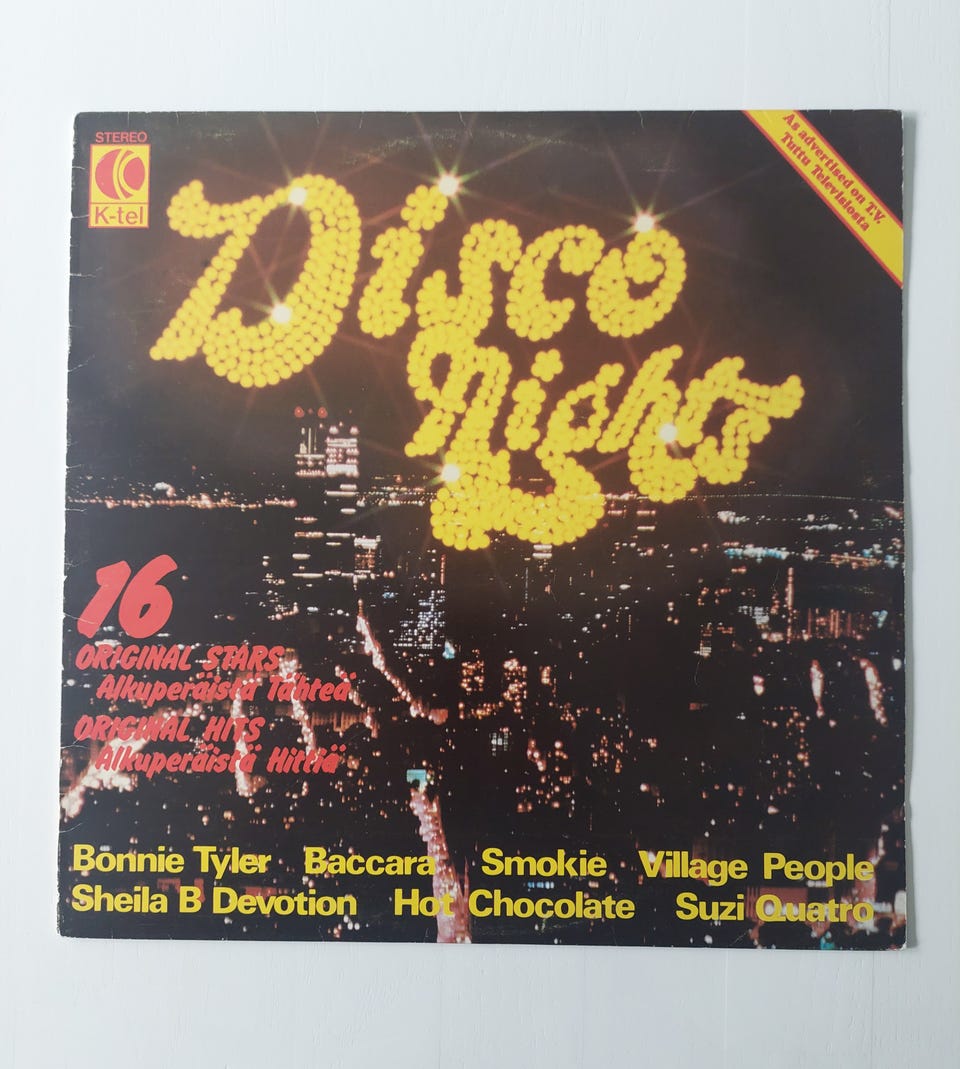 STEREO
K-tel
As advertised on T.V.
Tuttu Televisiosta
Disco
Night
16
ORIGINAL STARS
Alkuperäistä Tähteä
ORIGINAL HITS
Alkuperäistä Hittiä
Bonnie Tyler Baccara Smokie Village People
Sheila B Devotion Hot Chocolate Suzi Quatro